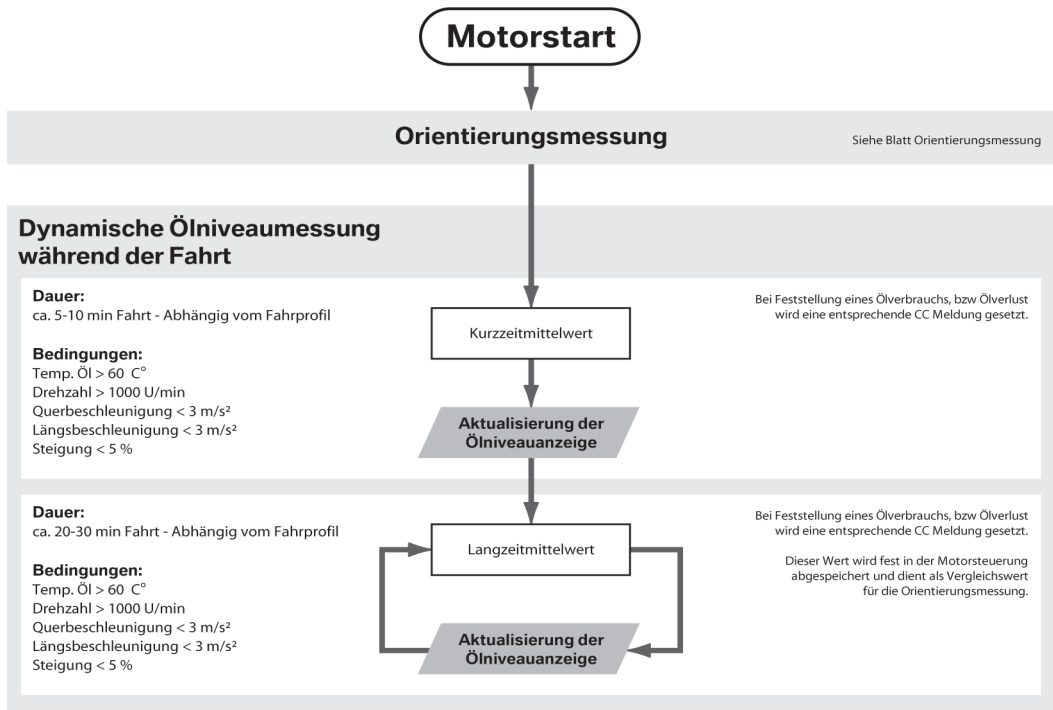 Motorstart
Orientierungsmessung
Siehe Blatt Orientierungsmessung
Dynamische Ölniveaumessung
während der Fahrt
Dauer:
ca. 5-10 min Fahrt - Abhängig vom Fahrprofil
Bedingungen:
Temp. Öl > 60 C°
Drehzahl > 1000 U/min
Querbeschleunigung < 3 m/s²
Längsbeschleunigung < 3 m/s²
Steigung < 5 %
Kurzzeitmittelwert
Aktualisierung der
Ölniveauanzeige
Bei Feststellung eines Ölverbrauchs, bzw Ölverlust
wird eine entsprechende CC Meldung gesetzt.
Dauer:
ca. 20-30 min Fahrt - Abhängig vom Fahrprofil
Bedingungen:
Temp. Öl > 60 C°
Drehzahl > 1000 U/min
Querbeschleunigung < 3 m/s²
Längsbeschleunigung < 3 m/s²
Steigung < 5 %
Langzeitmittelwert
Aktualisierung der
Ölniveauanzeige
Bei Feststellung eines Ölverbrauchs, bzw Ölverlust
wird eine entsprechende CC Meldung gesetzt.
Dieser Wert wird fest in der Motorsteuerung
abgespeichert und dient als Vergleichswert
für die Orientierungsmessung.